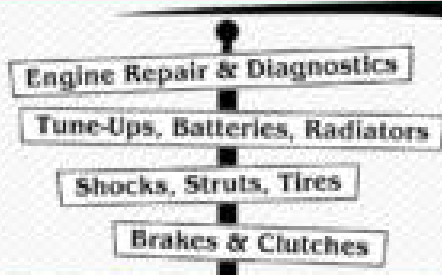 Engine Repair & Diagnostics
Tune-Ups, Batteries, Radiators
Shocks, Struts, Tires
Brakes & Clutches